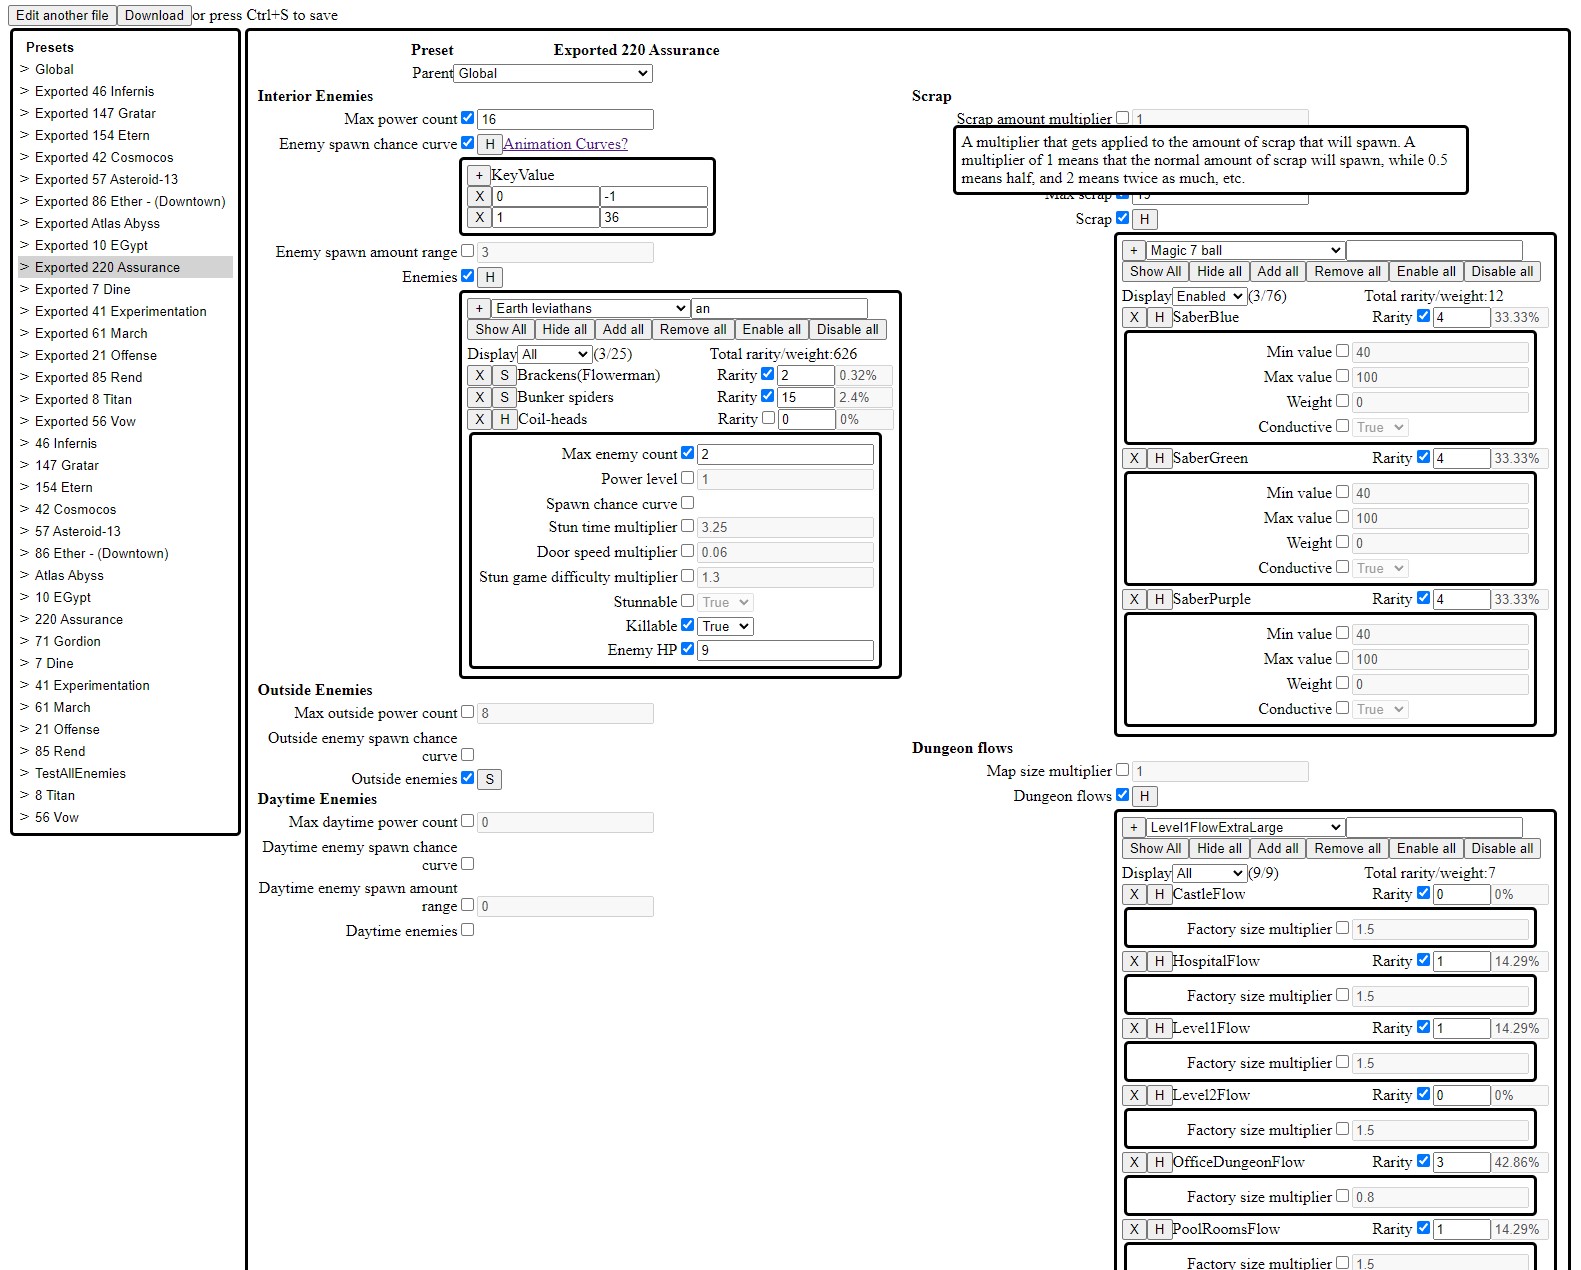 Edit another file Download or press Ctrl+S to save
Presets
> Global
> Exported 46 Infernis
> Exported 147 Gratar
> Exported 154 Etern
> Exported 42 Cosmocos
> Exported 57 Asteroid-13
> Exported 86 Ether - (Downtown)
> Exported Atlas Abyss
> Exported 10 EGypt
> Exported 220 Assurance
> Exported 7 Dine
> Exported 41 Experimentation
> Exported 61 March
> Exported 21 Offense
> Exported 85 Rend
> Exported 8 Titan
> Exported 56 Vow
> 46 Infernis
> 147 Gratar
> 154 Etern
> 42 Cosmocos
> 57 Asteroid-13
> 86 Ether - (Downtown)
> Atlas Abyss
> 10 EGypt
> 220 Assurance
> 71 Gordion
> 7 Dine
> 41 Experimentation
> 61 March
> 21 Offense
> 85 Rend
> TestAllEnemies
> 8 Titan
> 56 Vow
Preset Exported 220 Assurance
Parent Global
Interior Enemies
Max power count 16
Enemy spawn chance curve H Animation Curves?
+ KeyValue
X 0 -1
X 1 36
Enemy spawn amount range 3
Enemies H
+ Earth leviathans an
Show All Hide all Add all Remove all Enable all Disable all
Display All (3/25) Total rarity/weight:626
X S Brackens(Flowerman) Rarity 2 0.32%
X S Bunker spiders Rarity 15 2.4%
X H Coil-heads Rarity 0 0%
Max enemy count 2
Power level 1
Spawn chance curve
Stun time multiplier 3.25
Door speed multiplier 0.06
Stun game difficulty multiplier 1.3
Stunnable True
Killable True
Enemy HP 9
Outside Enemies
Max outside power count 8
Outside enemy spawn chance
curve
Outside enemies S
Daytime Enemies
Max daytime power count 0
Daytime enemy spawn chance
curve
Daytime enemy spawn amount
range 0
Daytime enemies
Scrap
Scrap amount multiplier 1
A multiplier that gets applied to the amount of scrap that will spawn. A
multiplier of 1 means that the normal amount of scrap will spawn, while 0.5
means half, and 2 means twice as much, etc.
Max scrap
Scrap H
+ Magic 7 ball
Show All Hide all Add all Remove all Enable all Disable all
Display Enabled (3/76) Total rarity/weight:12
X H SaberBlue Rarity 4 33.33%
Min value 40
Max value 100
Weight 0
Conductive True
X H SaberGreen Rarity 4 33.33%
Min value 40
Max value 100
Weight 0
Conductive True
X H SaberPurple Rarity 4 33.33%
Min value 40
Max value 100
Weight 0
Conductive True
Dungeon flows
Map size multiplier 1
Dungeon flows H
+ Level1FlowExtraLarge
Show All Hide all Add all Remove all Enable all Disable all
Display All (9/9) Total rarity/weight:7
X H CastleFlow Rarity 0 0%
Factory size multiplier 1.5
X H HospitalFlow Rarity 1 14.29%
Factory size multiplier 1.5
X H Level1Flow Rarity 1 14.29%
Factory size multiplier 1.5
X H Level2Flow Rarity 0 0%
Factory size multiplier 1.5
X H OfficeDungeonFlow Rarity 3 42.86%
Factory size multiplier 0.8
X H PoolRoomsFlow Rarity 1 14.29%
Factory size multiplier 1.5